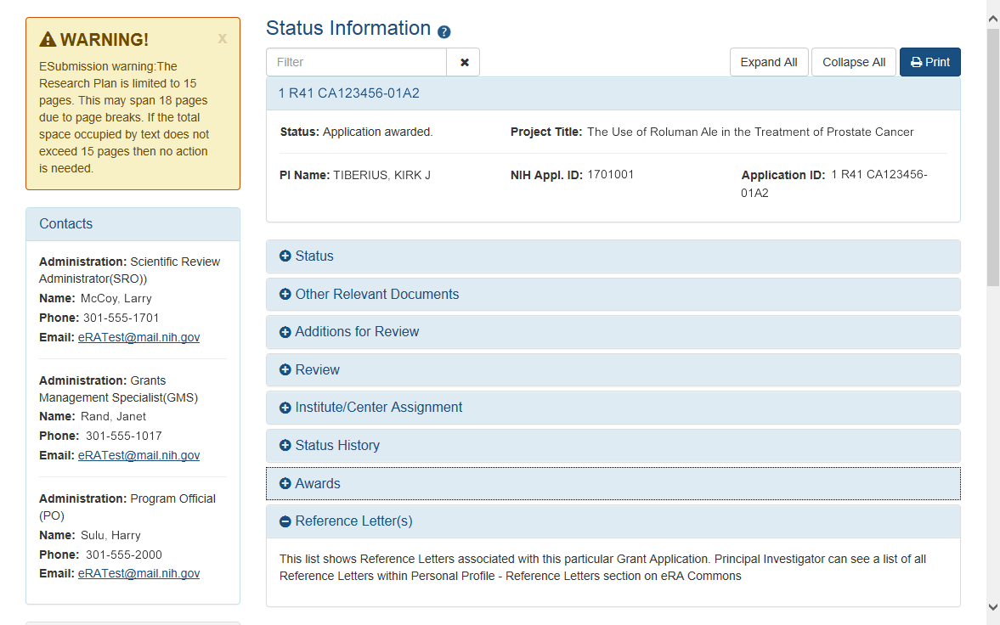 WARNING!
x
ESubmission warning:The
Research Plan is limited to 15
pages. This may span 18 pages
due to page breaks. If the total
space occupied by text does not
exceed 15 pages then no action
is needed.
Contacts
Administration: Scientific Review
Administrator(SRO))
Name: McCoy, Larry
Phone: 301-555-1701
Email: eRATest@mail.nih.gov
Administration: Grants
Management Specialist(GMS)
Name: Rand, Janet
Phone: 301-555-1017
Email: eRATest@mail.nih.gov
Administration: Program Official
(PO)
Name: Sulu, Harry
Phone: 301-555-2000
Email: eRATest@mail.nih.gov
Status Information ?
Filter
Expand All
Collapse All
Print
1 R41 CA123456-01A2
Status: Application awarded.
Project Title: The Use of Roluman Ale in the Treatment of Prostate Cancer
PI Name: TIBERIUS, KIRK J
NIH Appl. ID: 1701001
Application ID: 1 R41 CA123456-
01A2
Status
Other Relevant Documents
Additions for Review
Review
Institute/Center Assignment
Status History
Awards
Reference Letter(s)
This list shows Reference Letters associated with this particular Grant Application. Principal Investigator can see a list of all
Reference Letters within Personal Profile - Reference Letters section on eRA Commons